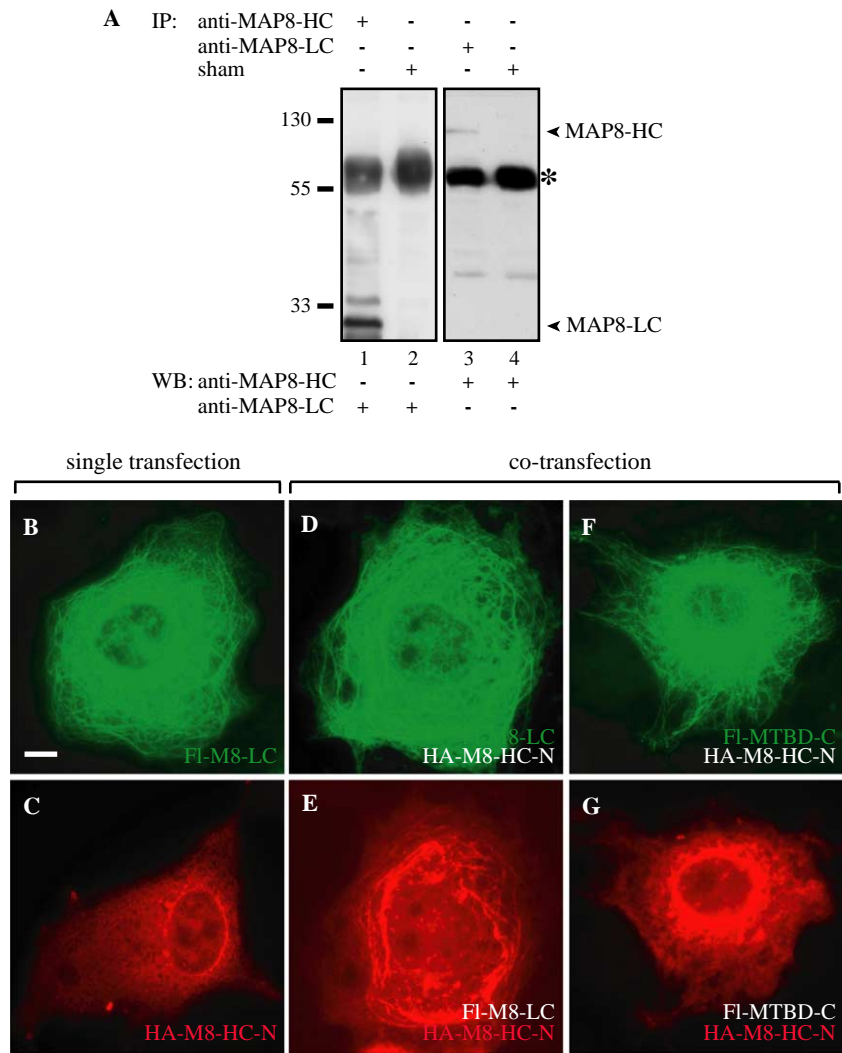 A IP: anti-MAP8-HC + - - -
anti-MAP8-LC - - + -
sham - + - +
130
MAP8-HC
55
*
33
MAP8-LC
1 2 3 4
WB: anti-MAP8-HC - - + +
anti-MAP8-LC + + - -
single transfection
co-transfection
B
Fl-M8-LC
D
8-LC
HA-M8-HC-N
F
Fl-MTBD-C
HA-M8-HC-N
C
HA-M8-HC-N
E
Fl-M8-LC
HA-M8-HC-N
G
Fl-MTBD-C
HA-M8-HC-N